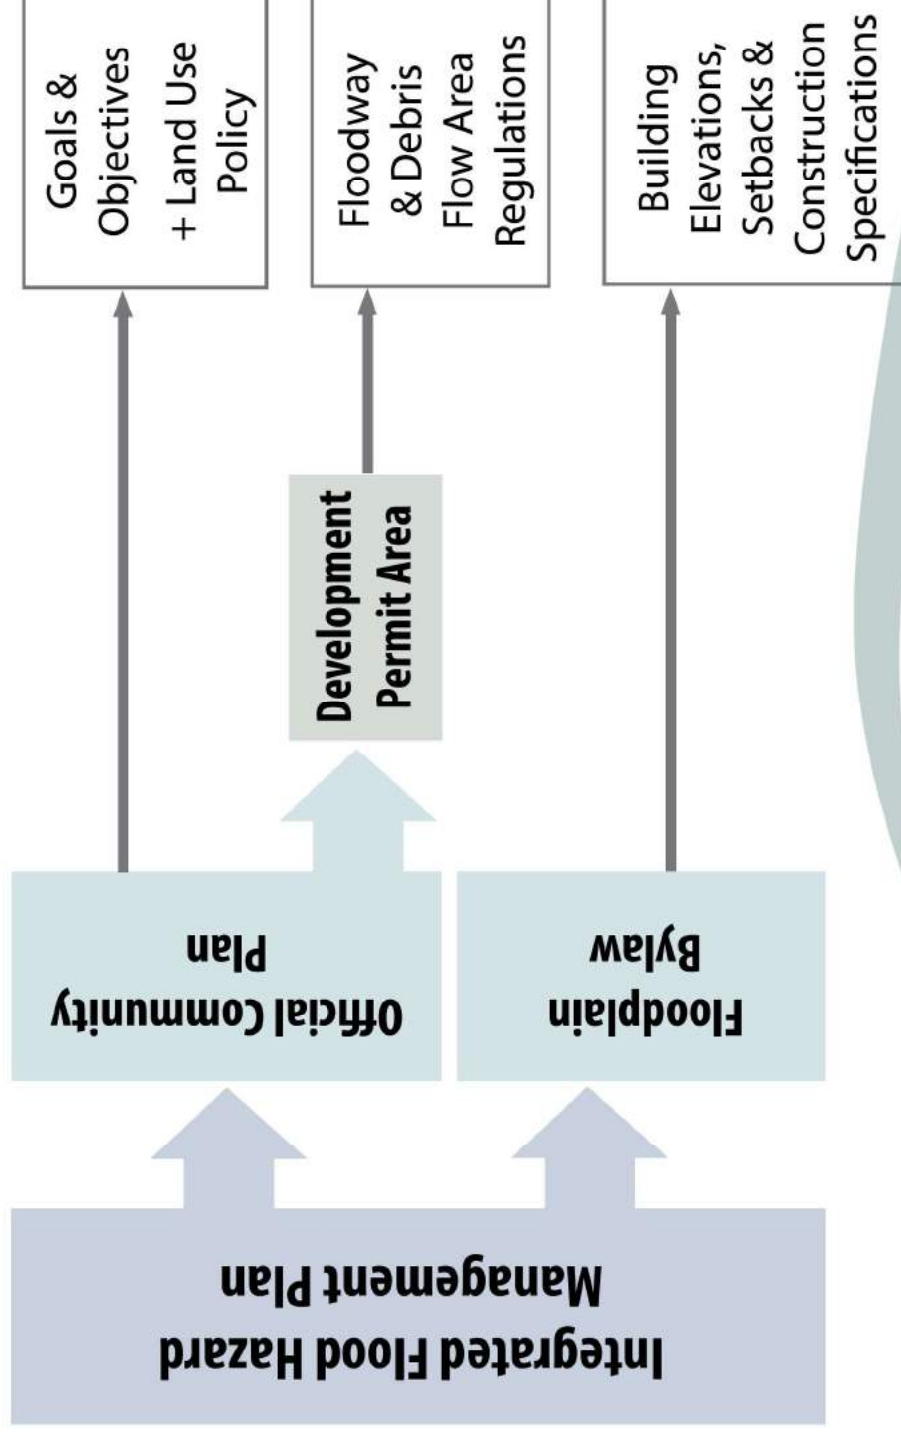 Integrated Flood Hazard
Management Plan
Official Community
Plan
Floodplain
Bylaw
Development
Permit Area
Goals &
Objectives
+ Land Use
Policy
Floodway
& Debris
Flow Area
Regulations
Building
Elevations,
Setbacks &
Construction
Specifications